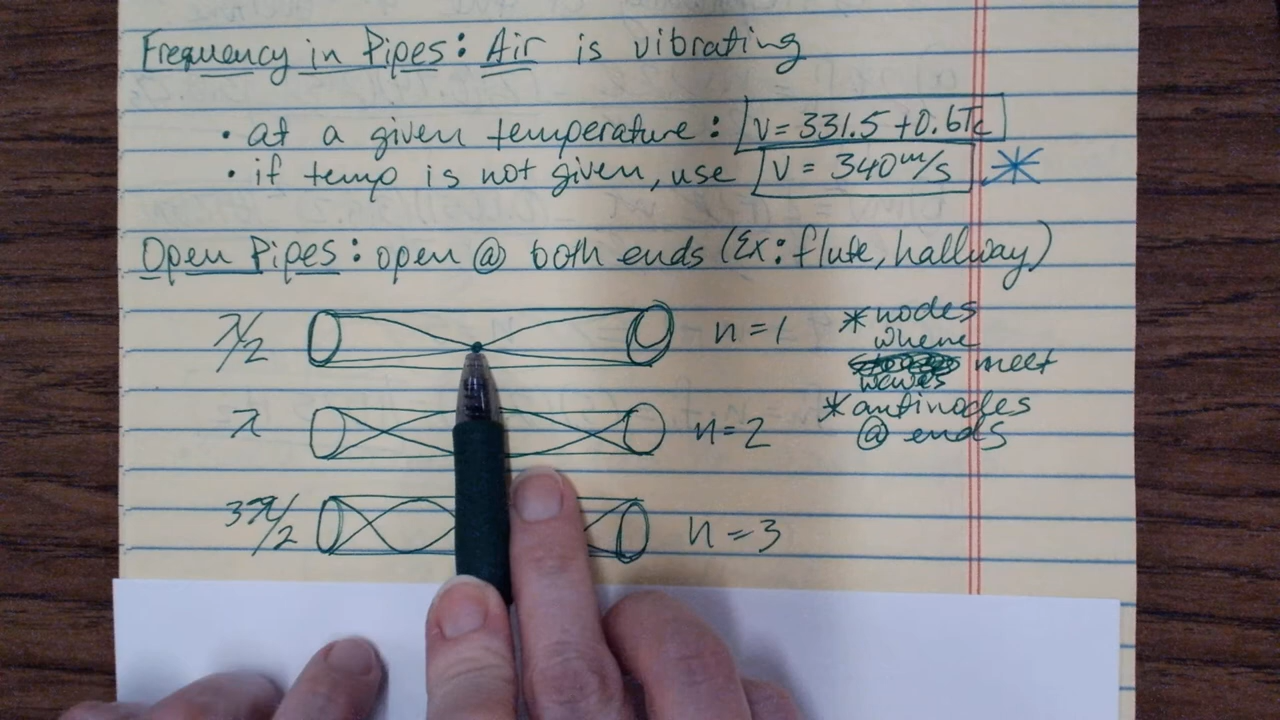 Frequency in Pipes: Air is vibrating
• at a given temperature: V = 331.5 + 0.6Tc
• if temp is not given, use V = 340 m/s *
Open Pipes: open @ both ends (Ex: flute, hallway)
λ/2 n = 1
* nodes
where
meet
waves
λ n = 2
* antinodes
@ ends
3λ/2 n = 3